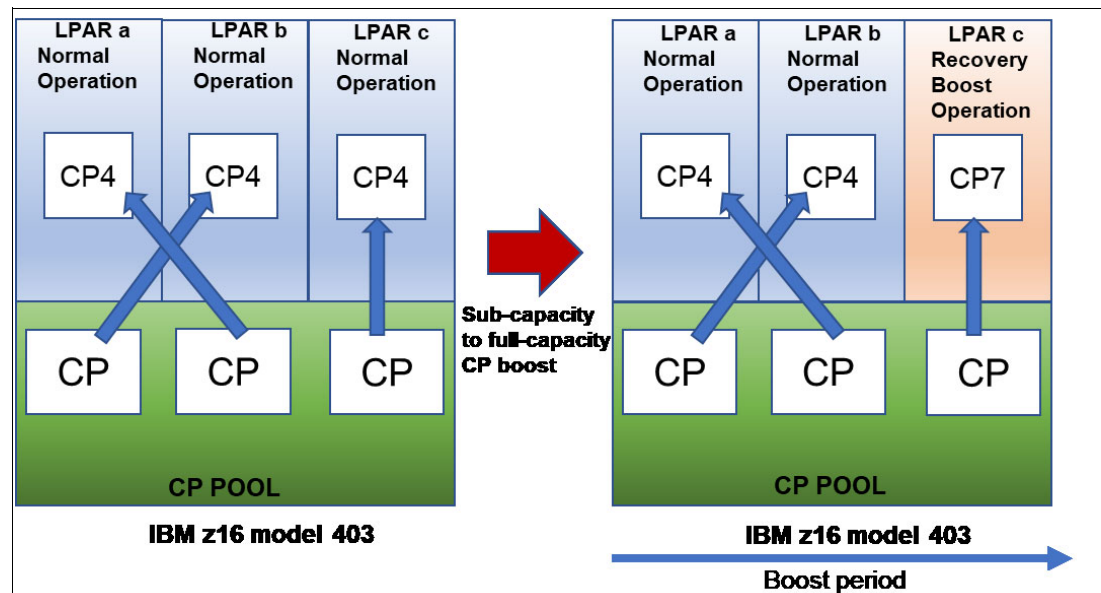 LPAR a
Normal
Operation
LPAR b
Normal
Operation
LPAR c
Normal
Operation
CP4
CP4
CP4
CP
CP
CP
CP POOL
IBM z16 model 403
Sub-capacity
to full-capacity
CP boost
LPAR a
Normal
Operation
LPAR b
Normal
Operation
LPAR c
Recovery
Boost
Operation
CP4
CP4
CP7
CP
CP
CP
CP POOL
IBM z16 model 403
Boost period